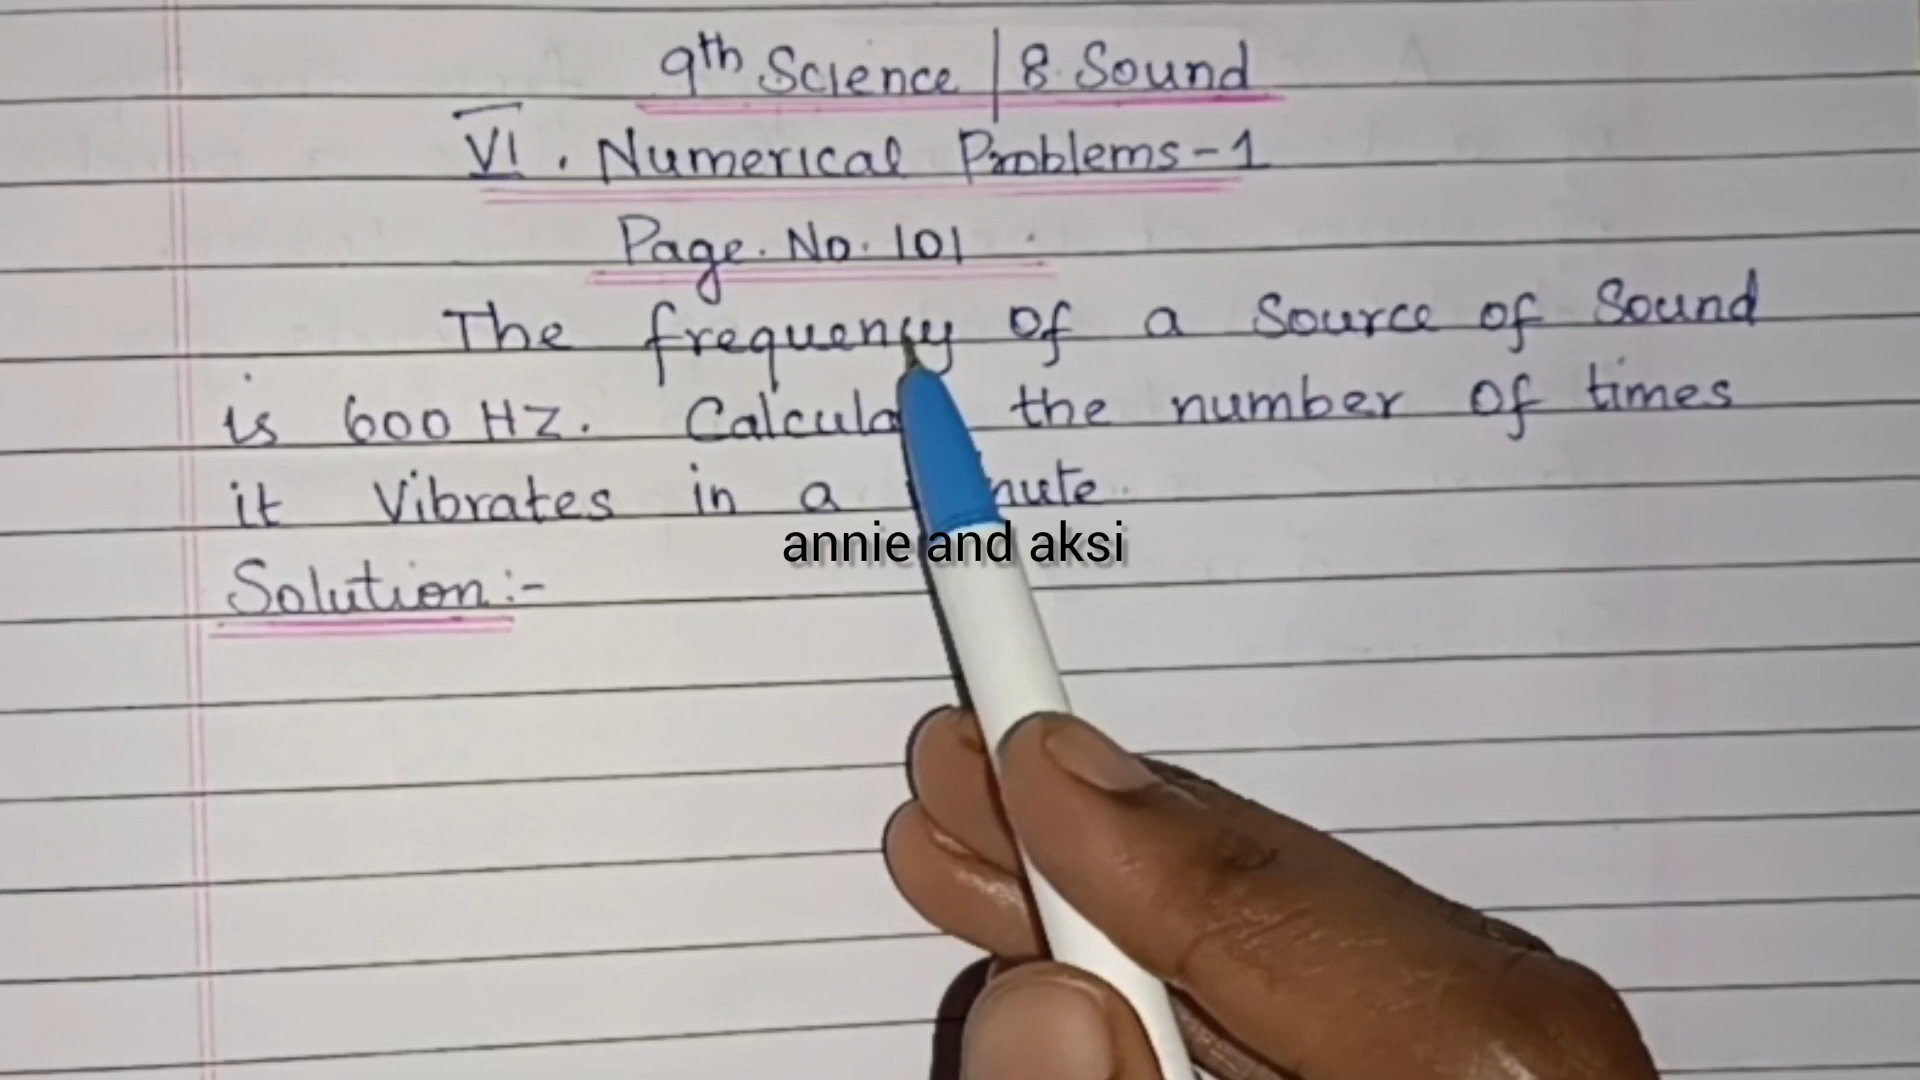 9th Science | 8. Sound
VI. Numerical Problems-1
Page. No. 101
The frequency of a Source of Sound
is 600 HZ. Calcula the number of times
it Vibrates in a nute.
annie and aksi
Solution:-